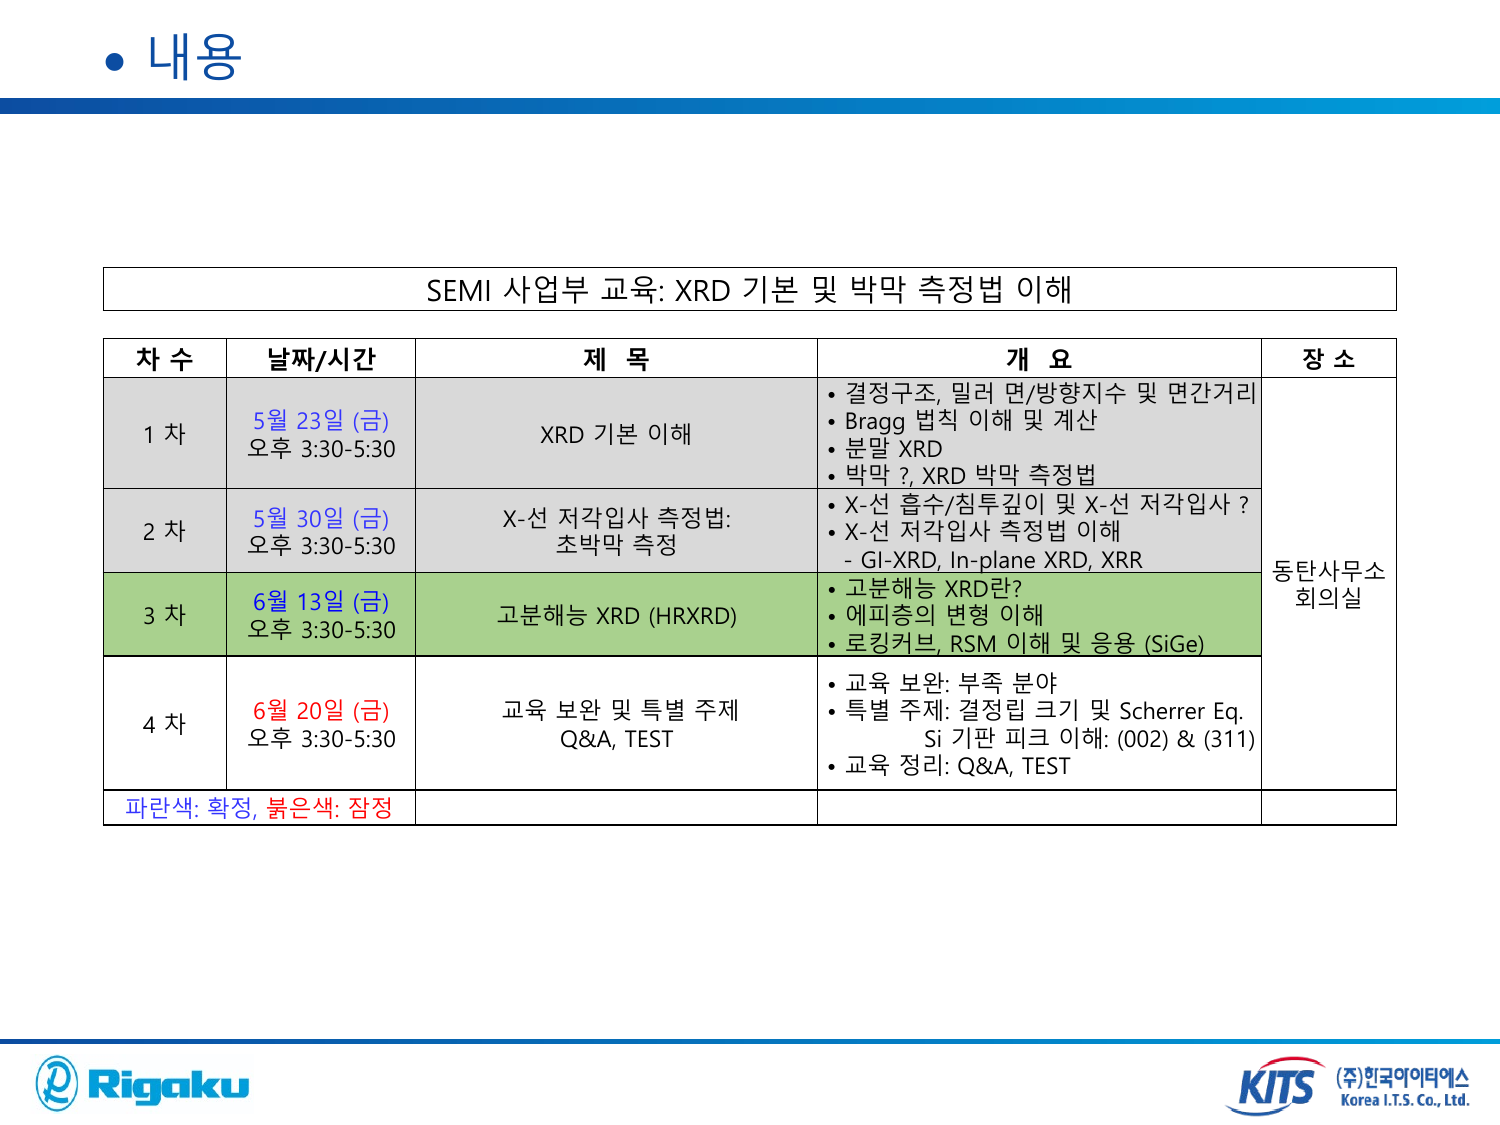 • 내용
SEMI 사업부 교육: XRD 기본 및 박막 측정법 이해
차 수 날짜/시간 제 목 개 요 장 소
1 차
5월 23일 (금)
오후 3:30-5:30
XRD 기본 이해
• 결정구조, 밀러 면/방향지수 및 면간거리
• Bragg 법칙 이해 및 계산
• 분말 XRD
• 박막 ?, XRD 박막 측정법
동탄사무소
회의실
2 차
5월 30일 (금)
오후 3:30-5:30
X-선 저각입사 측정법:
초박막 측정
• X-선 흡수/침투깊이 및 X-선 저각입사 ?
• X-선 저각입사 측정법 이해
- GI-XRD, In-plane XRD, XRR
3 차
6월 13일 (금)
오후 3:30-5:30
고분해능 XRD (HRXRD)
• 고분해능 XRD란?
• 에피층의 변형 이해
• 로킹커브, RSM 이해 및 응용 (SiGe)
4 차
6월 20일 (금)
오후 3:30-5:30
교육 보완 및 특별 주제
Q&A, TEST
• 교육 보완: 부족 분야
• 특별 주제: 결정립 크기 및 Scherrer Eq.
Si 기판 피크 이해: (002) & (311)
• 교육 정리: Q&A, TEST
파란색: 확정, 붉은색: 잠정
Rigaku
KITS
(주)한국아이티에스
Korea I.T.S. Co., Ltd.